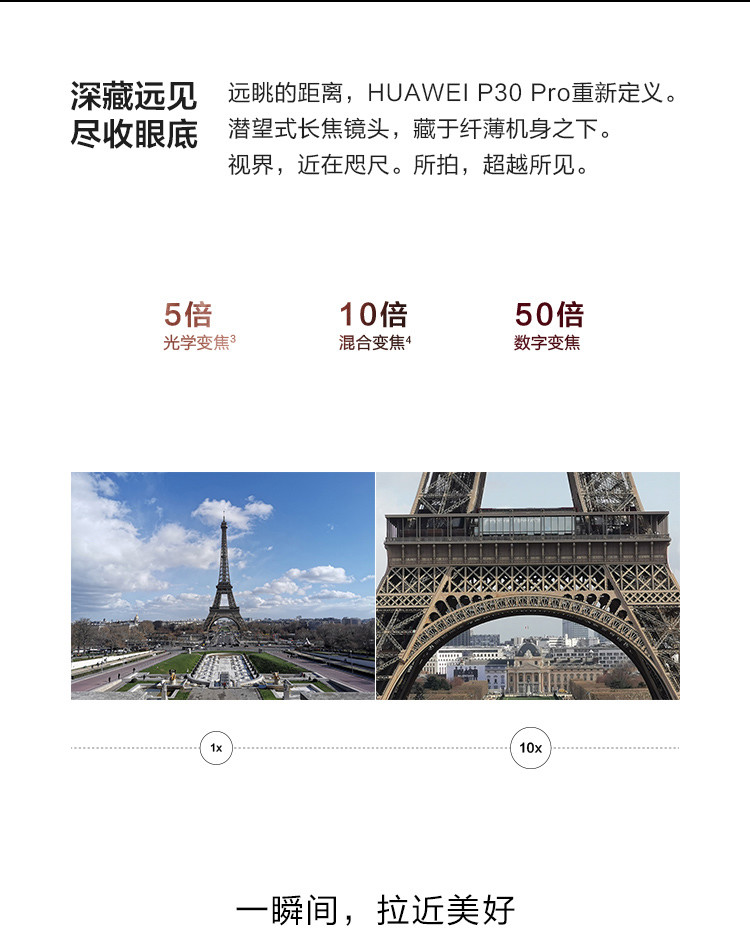 深藏远见
尽收眼底
远眺的距离，HUAWEI P30 Pro重新定义。
潜望式长焦镜头，藏于纤薄机身之下。
视界，近在咫尺。所拍，超越所见。
5倍
光学变焦³
10倍
混合变焦⁴
50倍
数字变焦
1x
10x
一瞬间，拉近美好